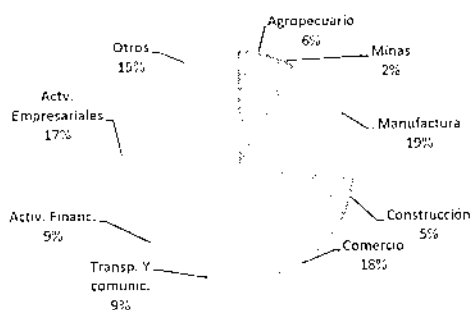 Agropecuario
6%
Minas
2%
Manufactura
19%
Construcción
5%
Comercio
18%
Transp. Y
comunic.
9%
Activ. Financ.
9%
Actv.
Empresariales
17%
Otros
15%